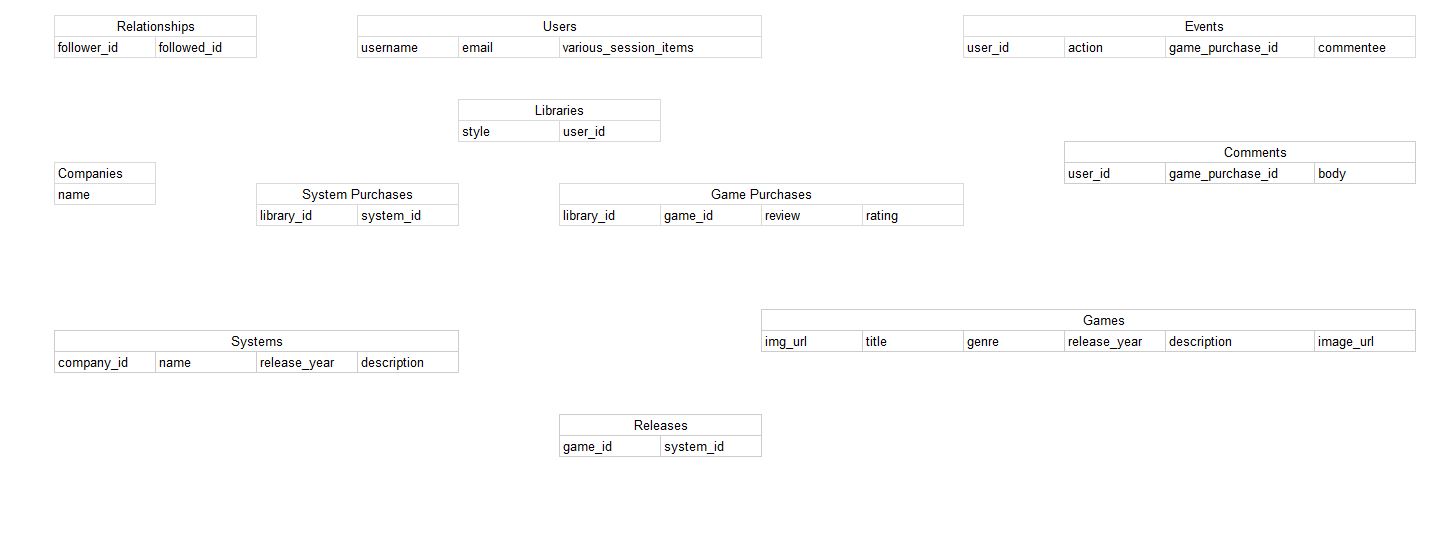 Relationships
follower_id followed_id
Users
username email various_session_items
Events
user_id action game_purchase_id commentee
Libraries
style user_id
Comments
user_id game_purchase_id body
Companies
name
System Purchases
library_id system_id
Game Purchases
library_id game_id review rating
Games
img_url title genre release_year description image_url
Systems
company_id name release_year description
Releases
game_id system_id